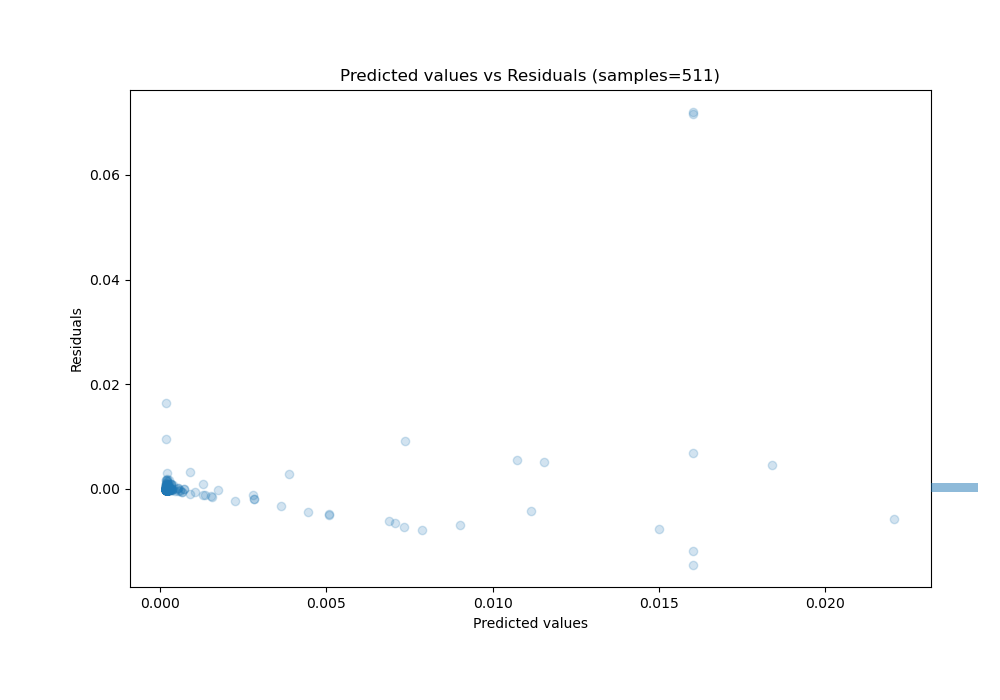 Predicted values vs Residuals (samples=511)
0.06
0.04
0.02
0.00
Residuals
0.000 0.005 0.010 0.015 0.020
Predicted values